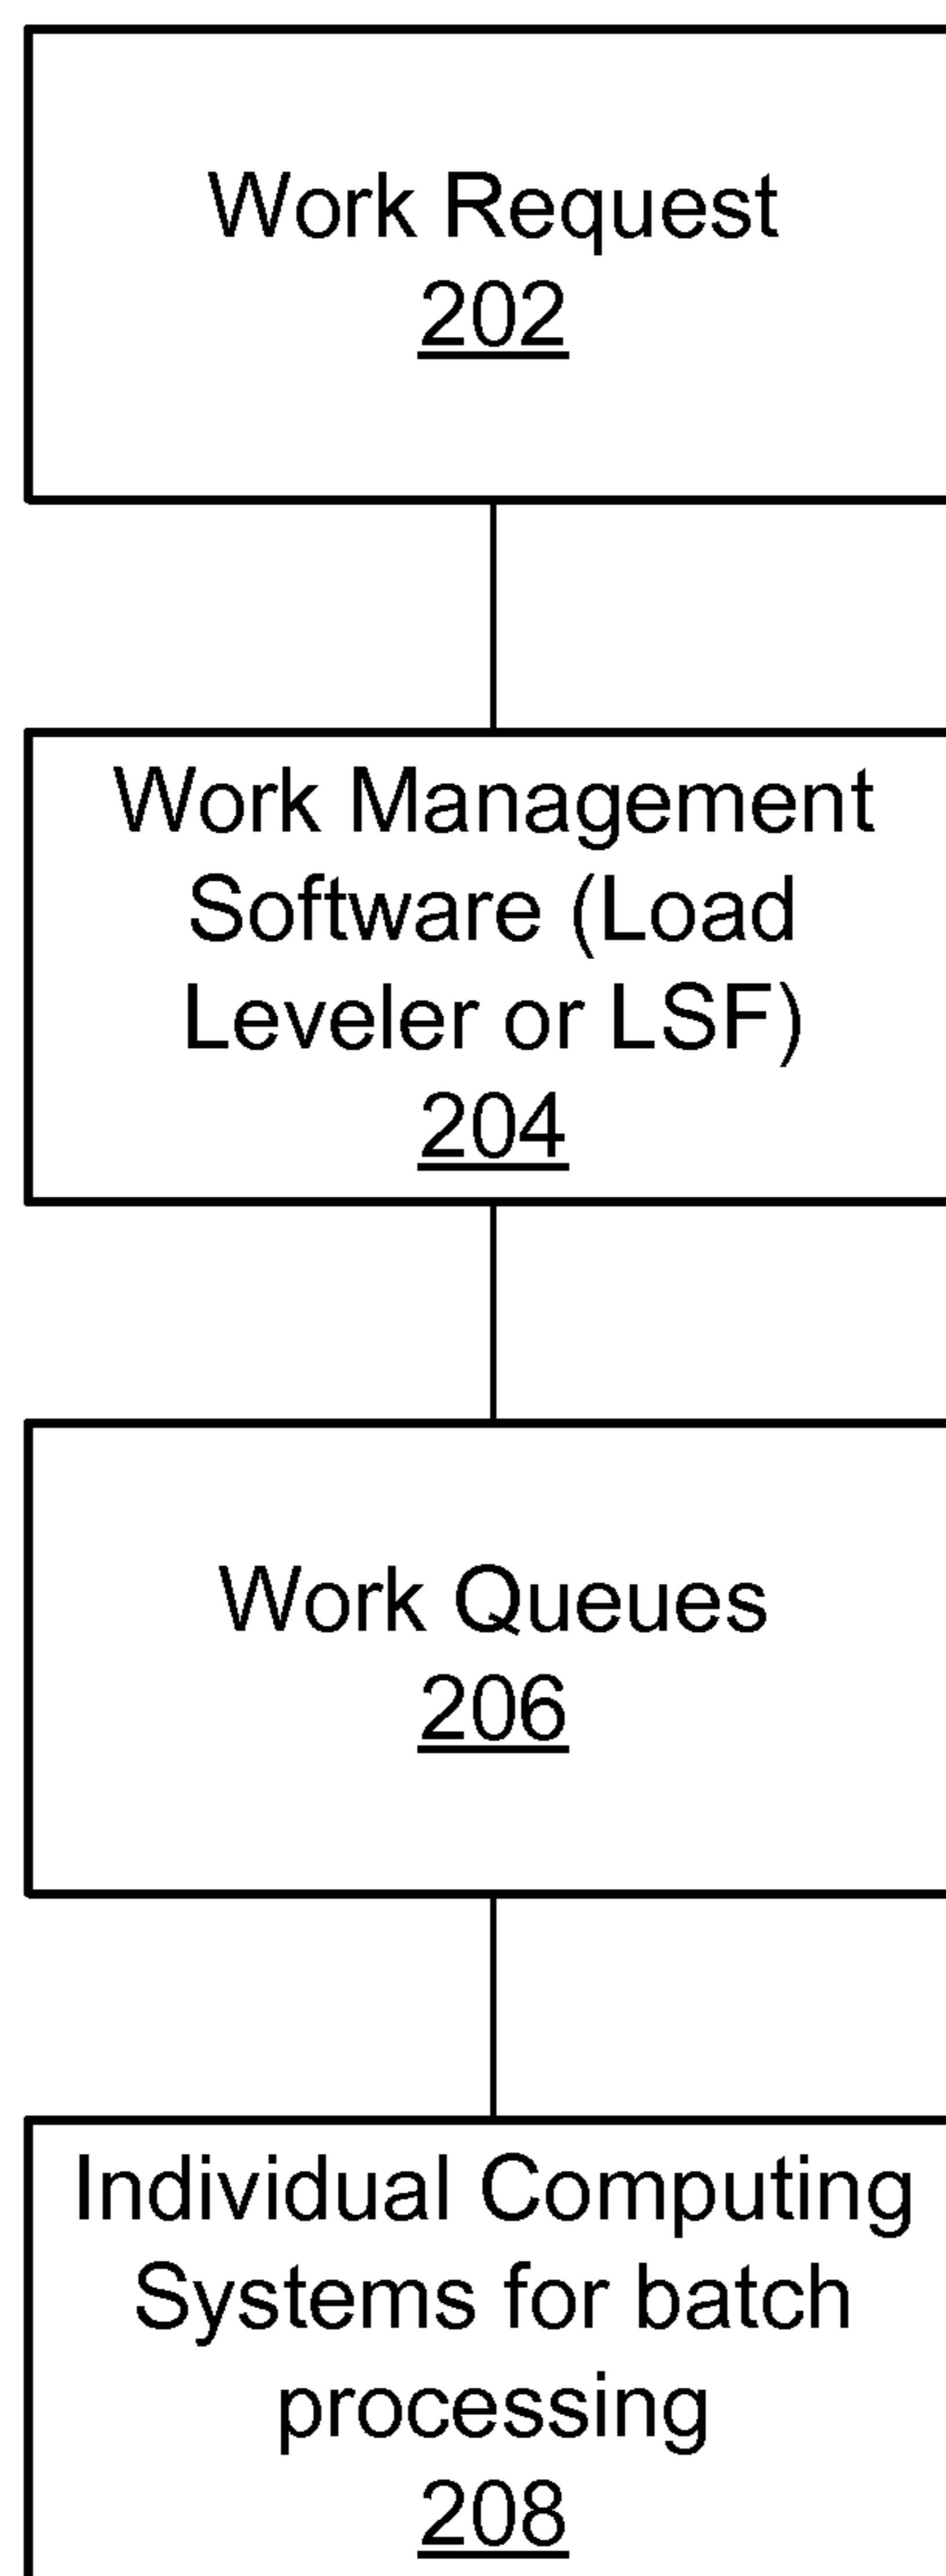 Work Request
202
Work Management
Software (Load
Leveler or LSF)
204
Work Queues
206
Individual Computing
Systems for batch
processing
208